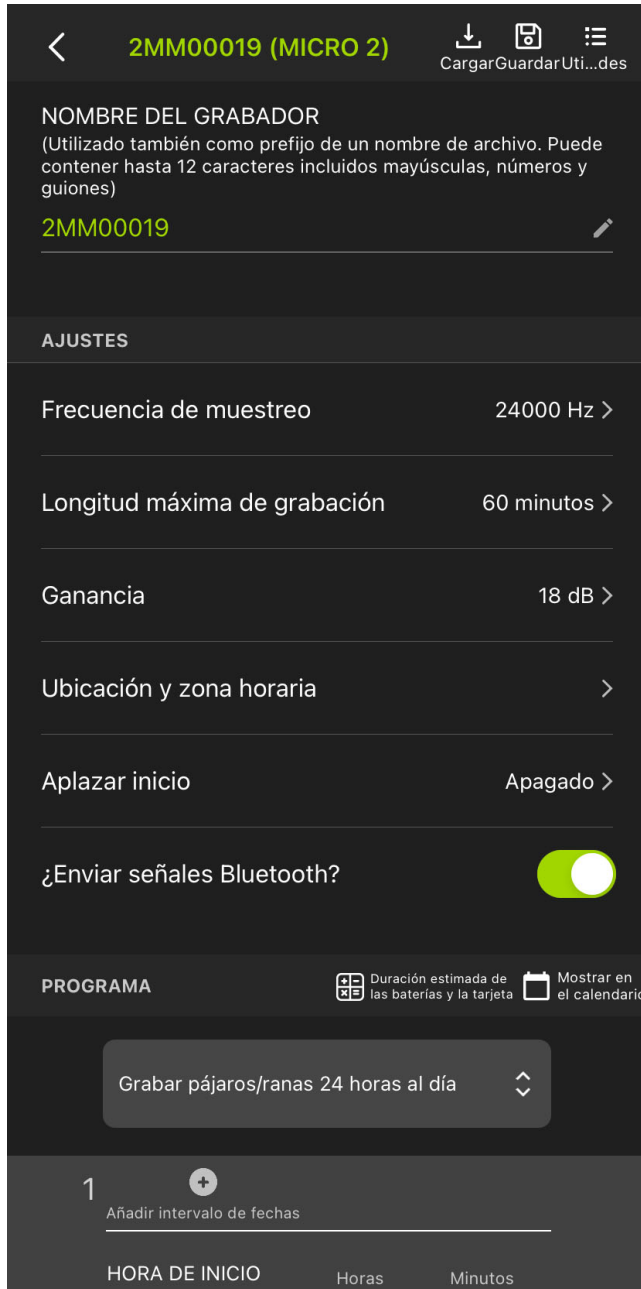 2MM00019 (MICRO 2)
Cargar Guardar Uti...des
NOMBRE DEL GRABADOR
(Utilizado también como prefijo de un nombre de archivo. Puede
contener hasta 12 caracteres incluidos mayúsculas, números y
guiones)
2MM00019
AJUSTES
Frecuencia de muestreo 24000 Hz
Longitud máxima de grabación 60 minutos
Ganancia 18 dB
Ubicación y zona horaria
Aplazar inicio Apagado
¿Enviar señales Bluetooth?
PROGRAMA
Duración estimada de
las baterías y la tarjeta
Mostrar en
el calendario
Grabar pájaros/ranas 24 horas al día
1
Añadir intervalo de fechas
HORA DE INICIO Horas Minutos